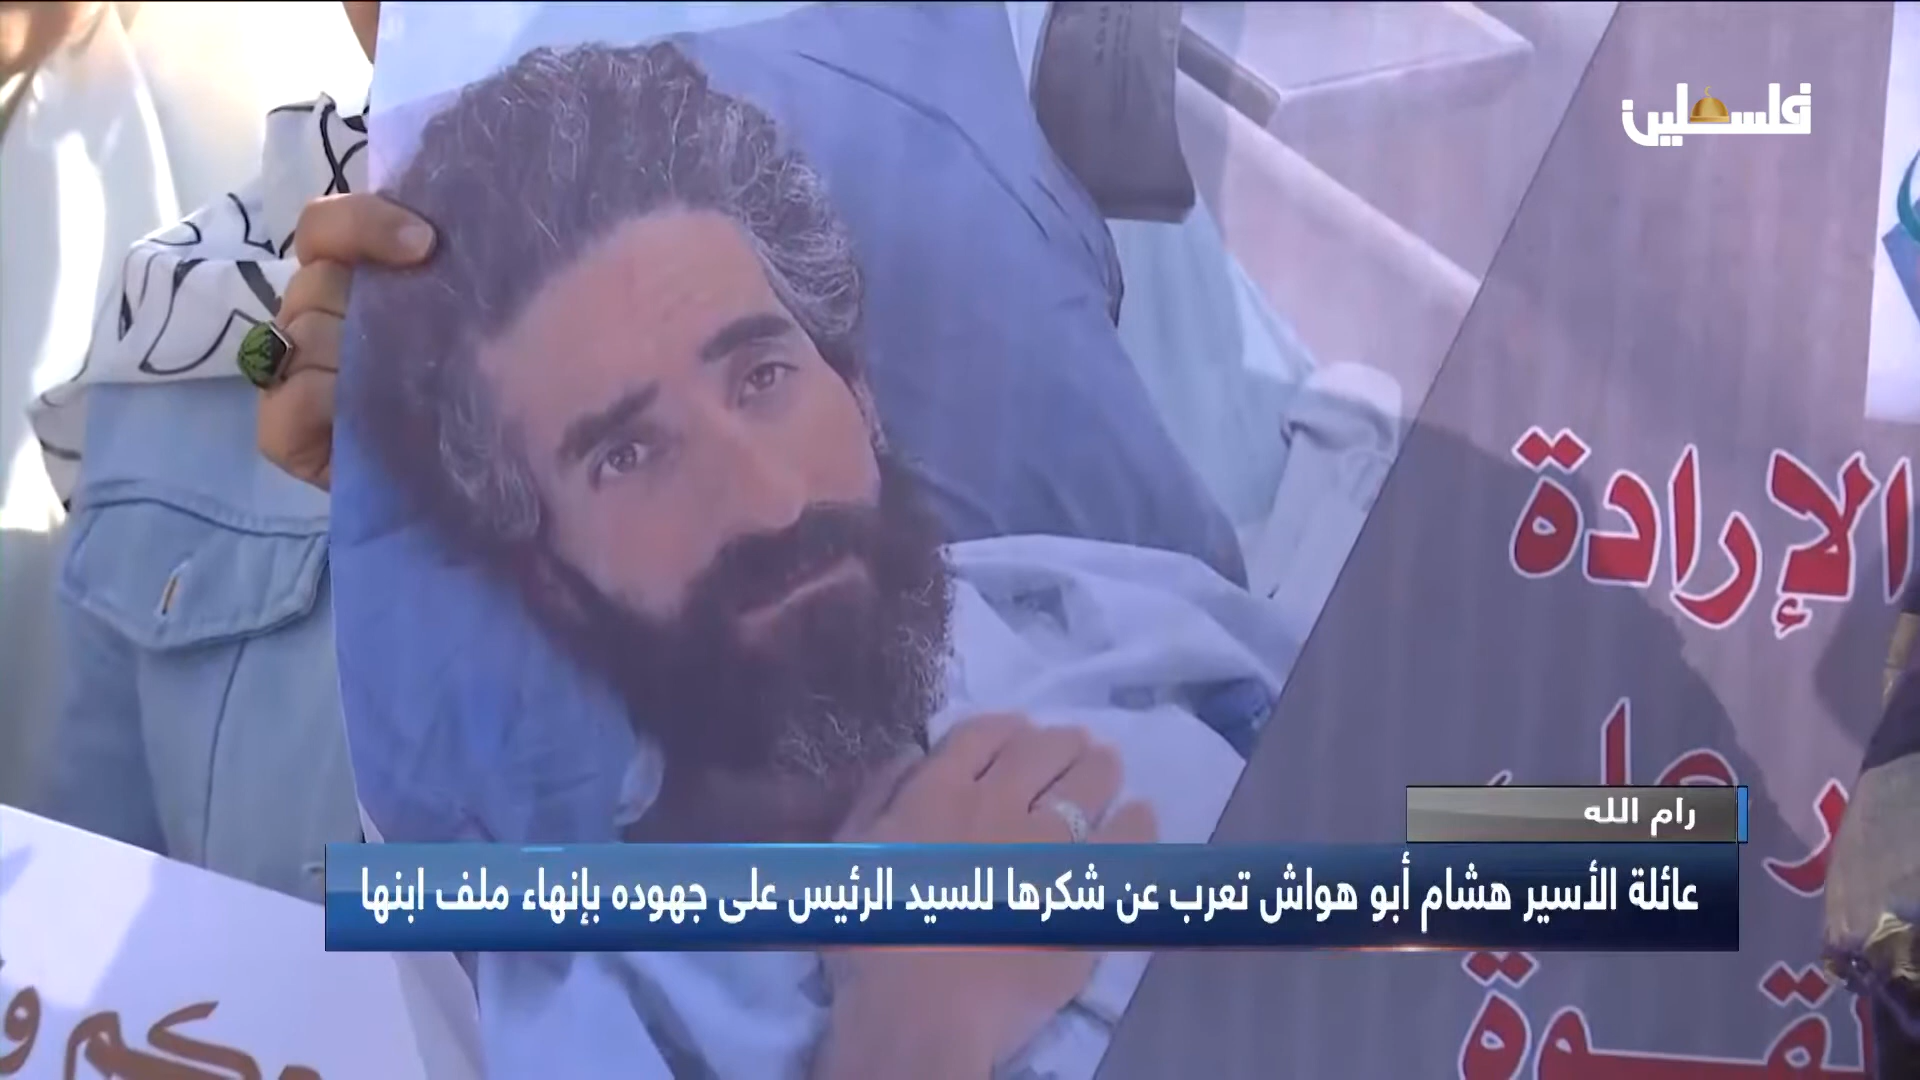 فلسطين
الإرادة
لقوة
رام الله
عائلة الأسير هشام أبو هواش تعرب عن شكرها للسيد الرئيس على جهوده بإنهاء ملف ابنها